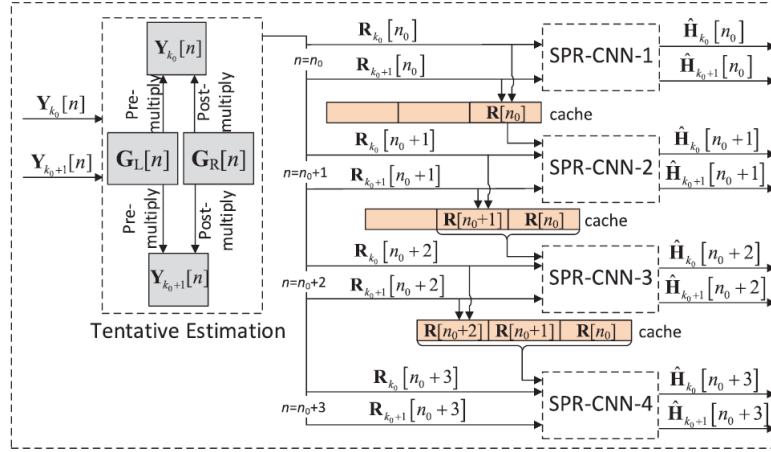 Y_{k_0}[n]
Y_{k_0+1}[n]
Y_{k_0}[n]
Pre-multiply
Post-multiply
G_L[n]
G_R[n]
Pre-multiply
Post-multiply
Y_{k_0+1}[n]
Tentative Estimation
n=n_0
R_{k_0}[n_0]
R_{k_0+1}[n_0]
SPR-CNN-1
Ĥ_{k_0}[n_0]
Ĥ_{k_0+1}[n_0]
R[n_0]
cache
n=n_0+1
R_{k_0}[n_0+1]
R_{k_0+1}[n_0+1]
SPR-CNN-2
Ĥ_{k_0}[n_0+1]
Ĥ_{k_0+1}[n_0+1]
R[n_0+1]
R[n_0]
cache
n=n_0+2
R_{k_0}[n_0+2]
R_{k_0+1}[n_0+2]
SPR-CNN-3
Ĥ_{k_0}[n_0+2]
Ĥ_{k_0+1}[n_0+2]
R[n_0+2]
R[n_0+1]
R[n_0]
cache
n=n_0+3
R_{k_0}[n_0+3]
R_{k_0+1}[n_0+3]
SPR-CNN-4
Ĥ_{k_0}[n_0+3]
Ĥ_{k_0+1}[n_0+3]